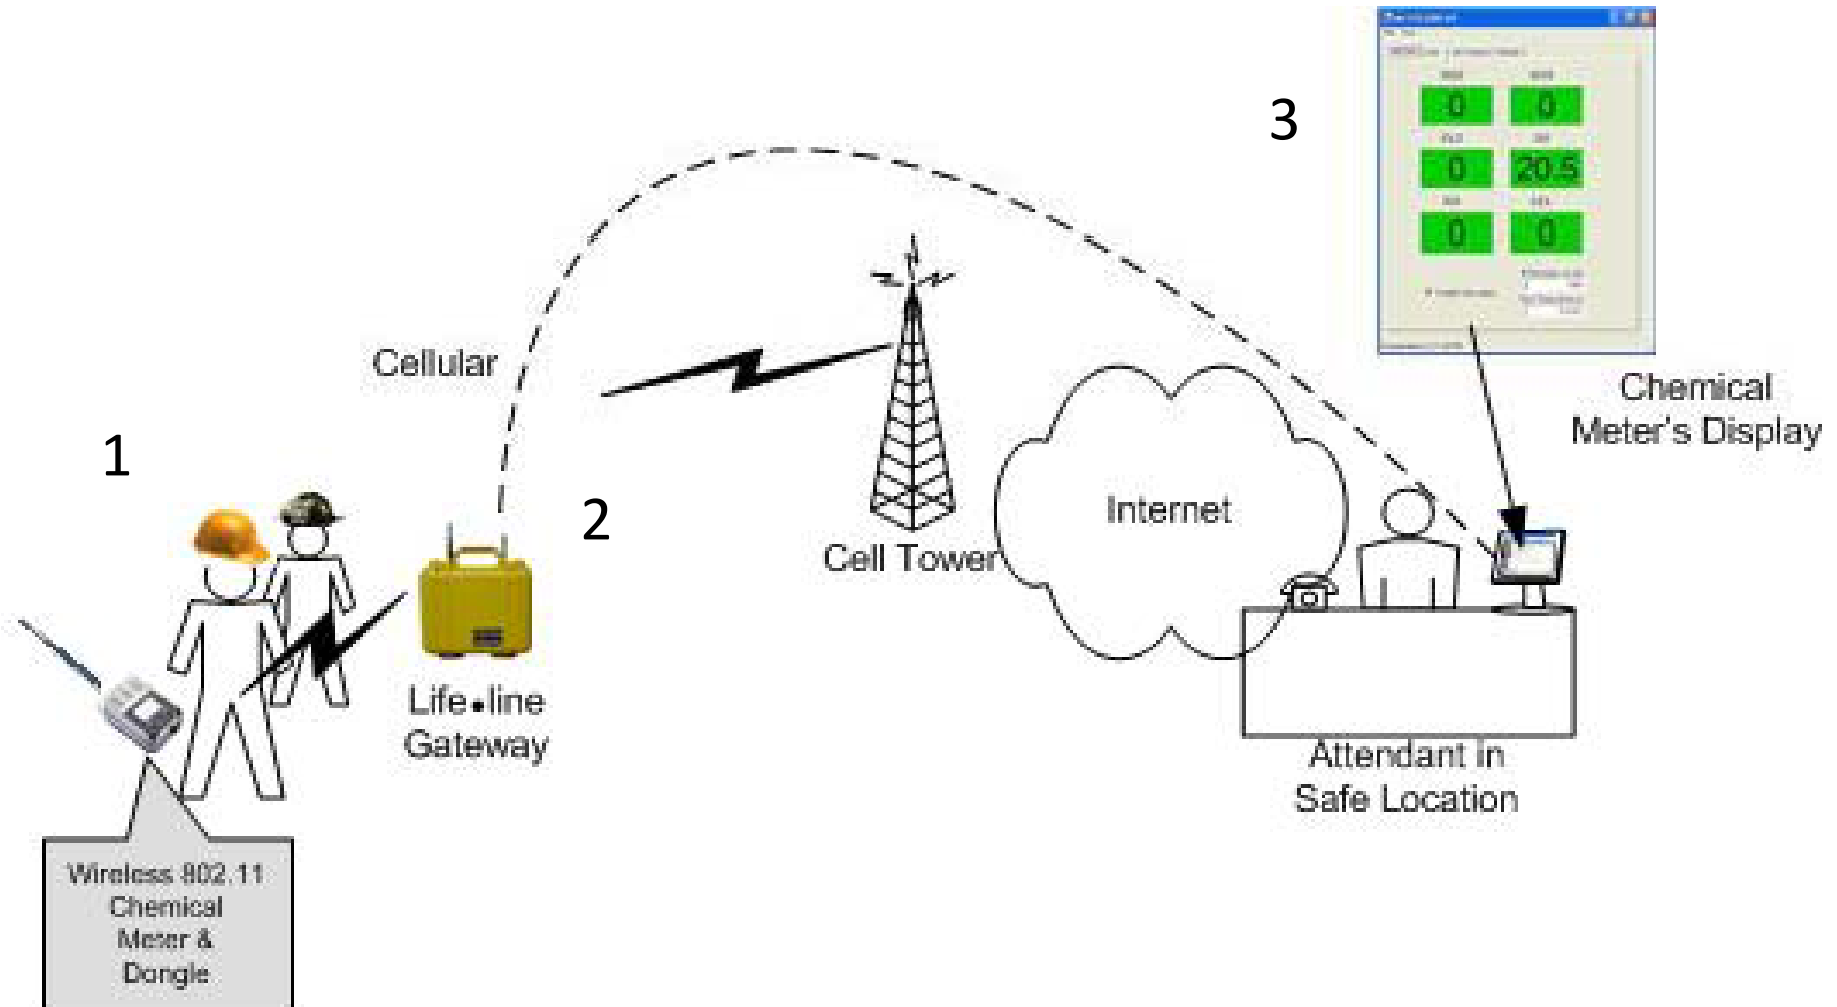 1
Wireless 802.11
Chemical
Meter &
Dongle
Life•line
Gateway
2
Cellular
Cell Tower
Internet
3
0
0
0
20.5
0
0
Chemical
Meter's Display
Attendant in
Safe Location